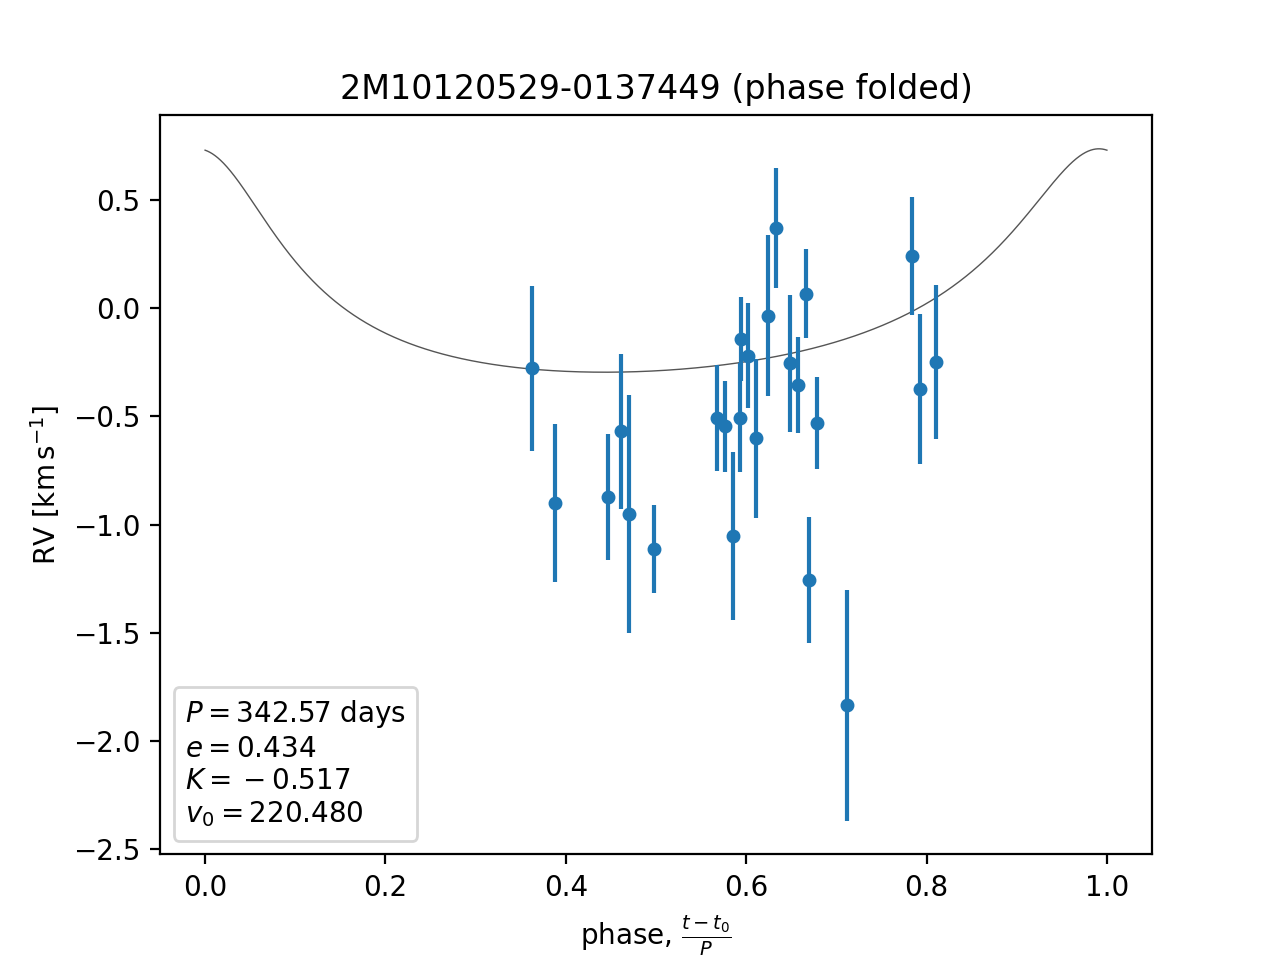 2M10120529-0137449 (phase folded)
RV [km s⁻¹]
0.5
0.0
−0.5
−1.0
−1.5
−2.0
−2.5
P = 342.57 days
e = 0.434
K = −0.517
v₀ = 220.480
0.0 0.2 0.4 0.6 0.8 1.0
phase, (t − t₀)/P